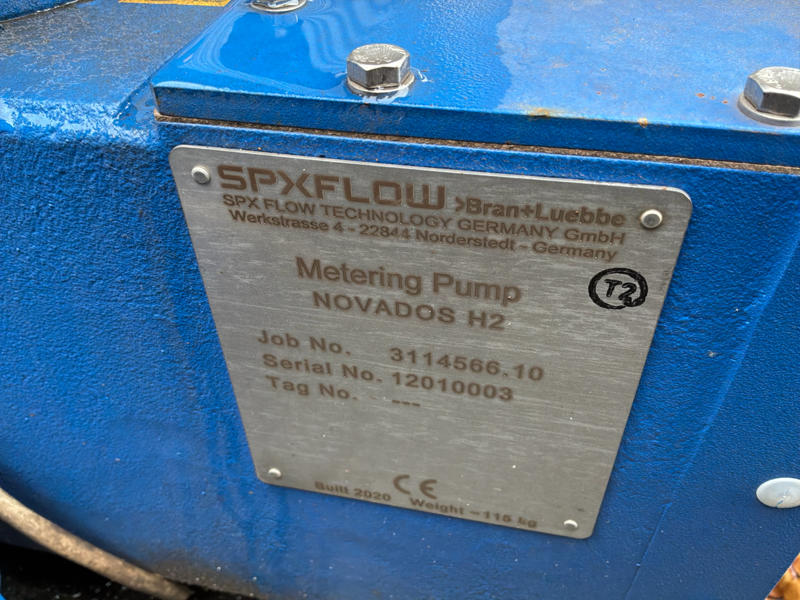 SPXFLOW >Bran+Luebbe
SPX FLOW TECHNOLOGY GERMANY GmbH
Werkstrasse 4 - 22844 Norderstedt - Germany
Metering Pump
NOVADOS H2
T2
Job No. 3114566.10
Serial No. 12010003
Tag No. ---
CE
Built 2020 Weight ~115 kg